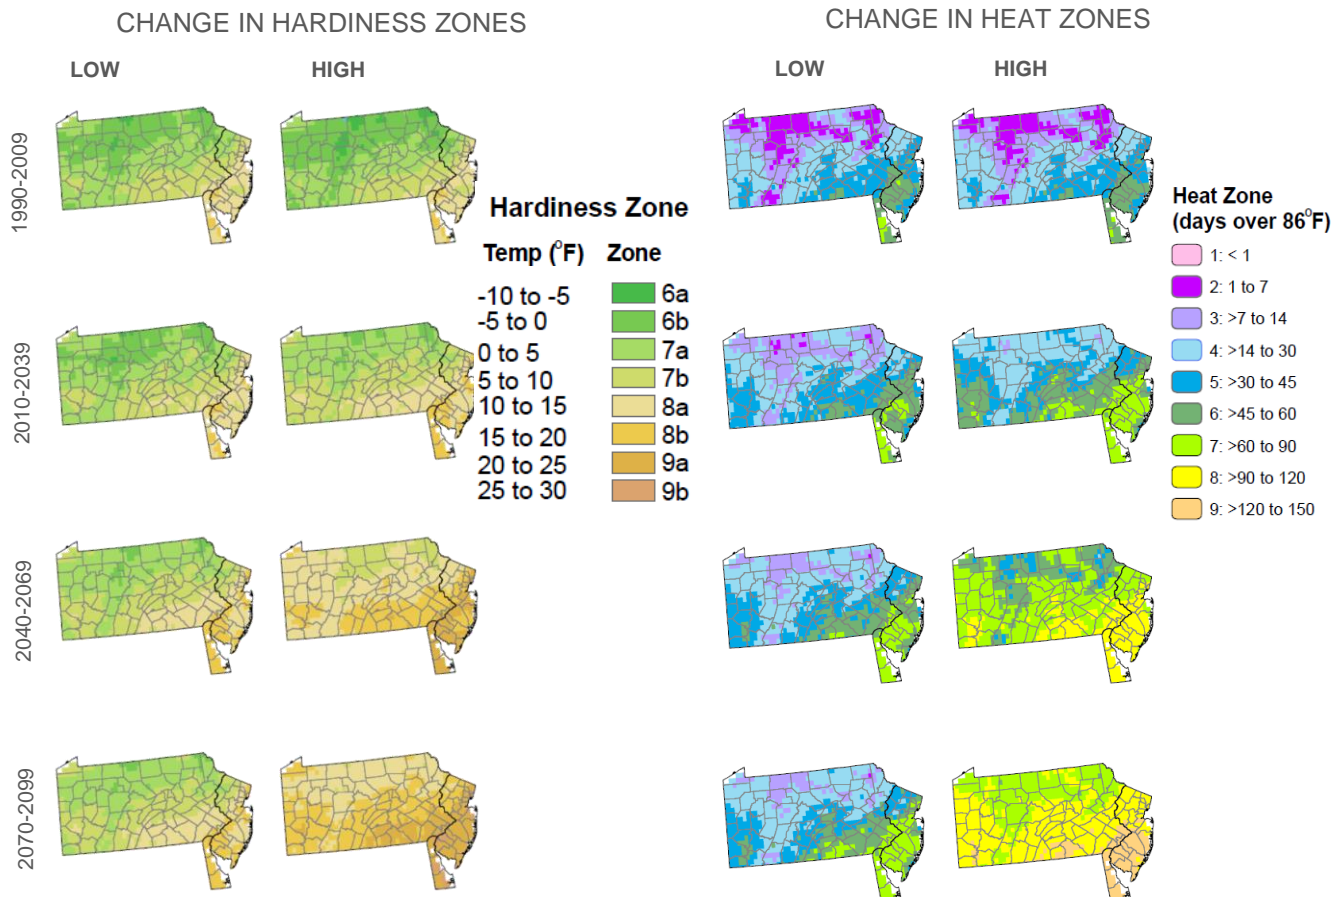 CHANGE IN HARDINESS ZONES
CHANGE IN HEAT ZONES
LOW
HIGH
LOW
HIGH
1990-2009
2010-2039
2040-2069
2070-2099
Hardiness Zone
Temp (°F) Zone
-10 to -5 6a
-5 to 0 6b
0 to 5 7a
5 to 10 7b
10 to 15 8a
15 to 20 8b
20 to 25 9a
25 to 30 9b
Heat Zone
(days over 86°F)
1: < 1
2: 1 to 7
3: >7 to 14
4: >14 to 30
5: >30 to 45
6: >45 to 60
7: >60 to 90
8: >90 to 120
9: >120 to 150